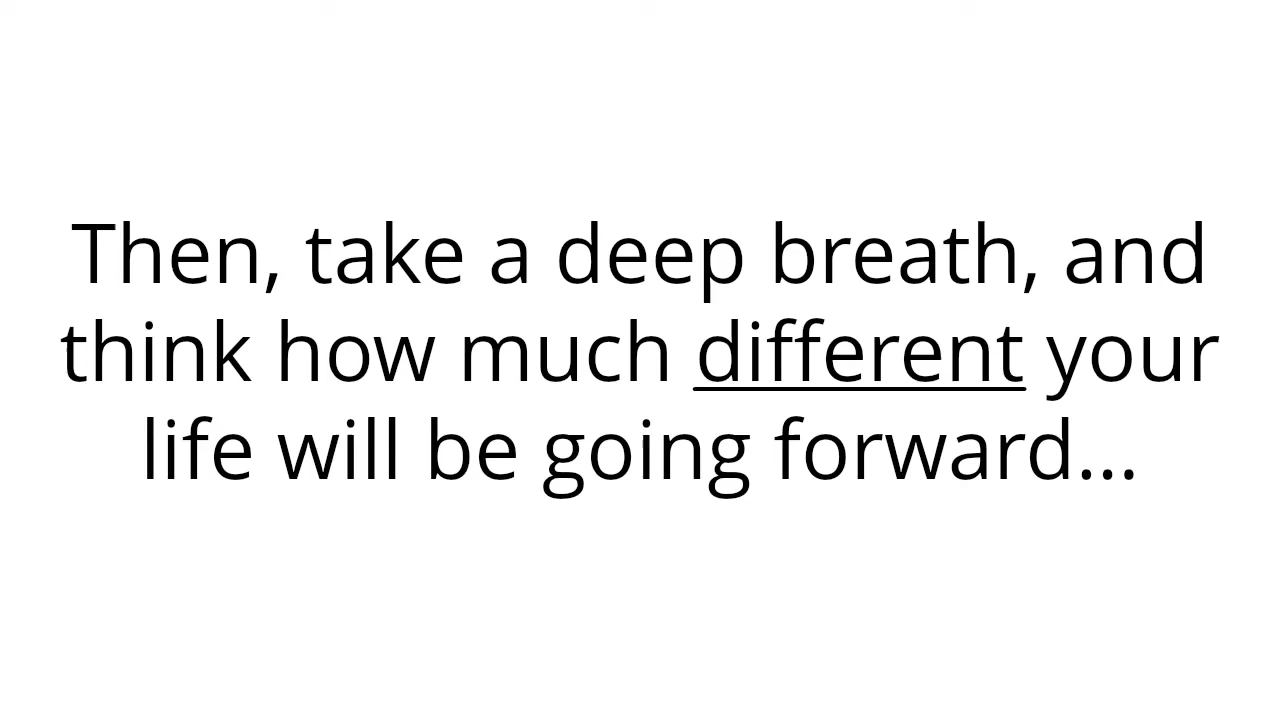 Then, take a deep breath, and
think how much different your
life will be going forward...